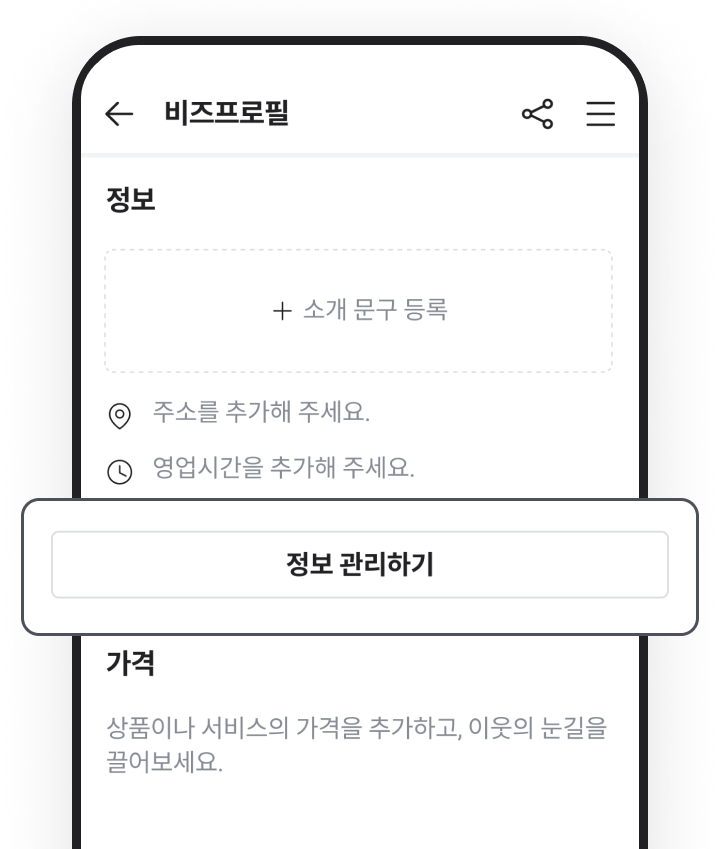 비즈프로필
정보
+ 소개 문구 등록
주소를 추가해 주세요.
영업시간을 추가해 주세요.
정보 관리하기
가격
상품이나 서비스의 가격을 추가하고, 이웃의 눈길을
끌어보세요.